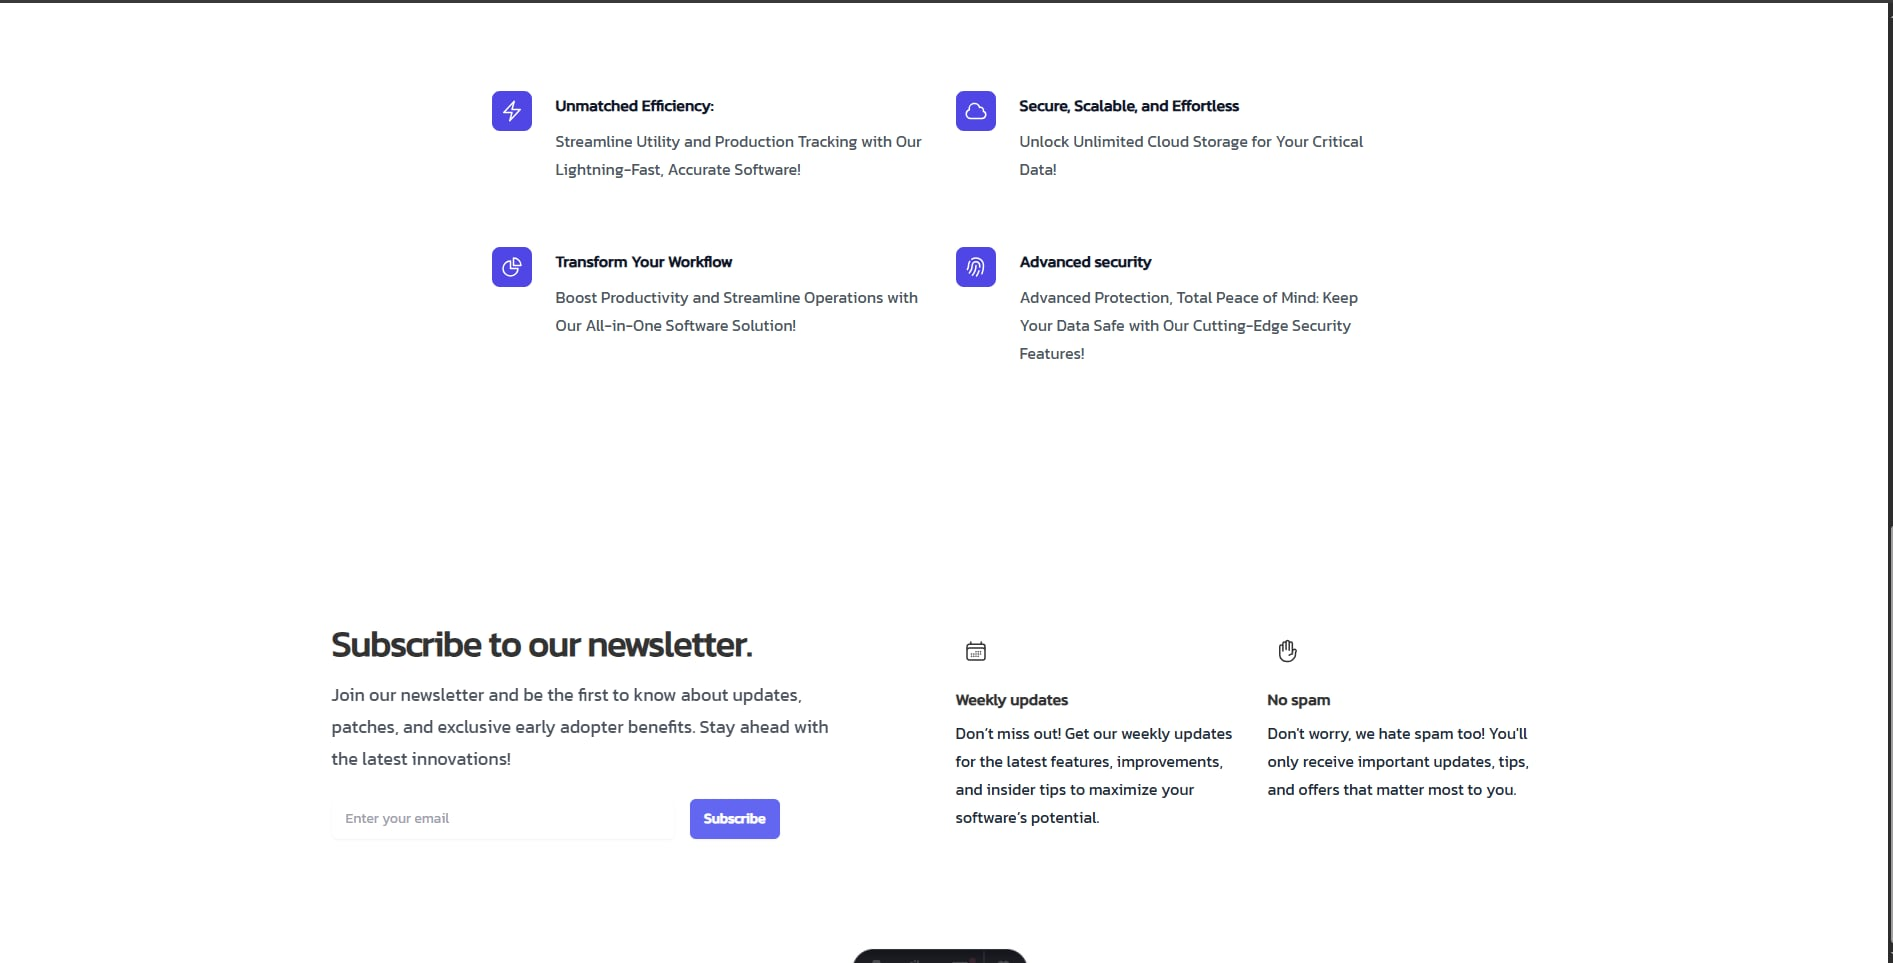 Unmatched Efficiency:
Streamline Utility and Production Tracking with Our
Lightning-Fast, Accurate Software!
Secure, Scalable, and Effortless
Unlock Unlimited Cloud Storage for Your Critical
Data!
Transform Your Workflow
Boost Productivity and Streamline Operations with
Our All-in-One Software Solution!
Advanced security
Advanced Protection, Total Peace of Mind: Keep
Your Data Safe with Our Cutting-Edge Security
Features!
Subscribe to our newsletter.
Join our newsletter and be the first to know about updates,
patches, and exclusive early adopter benefits. Stay ahead with
the latest innovations!
Enter your email
Subscribe
Weekly updates
Don’t miss out! Get our weekly updates
for the latest features, improvements,
and insider tips to maximize your
software’s potential.
No spam
Don't worry, we hate spam too! You'll
only receive important updates, tips,
and offers that matter most to you.